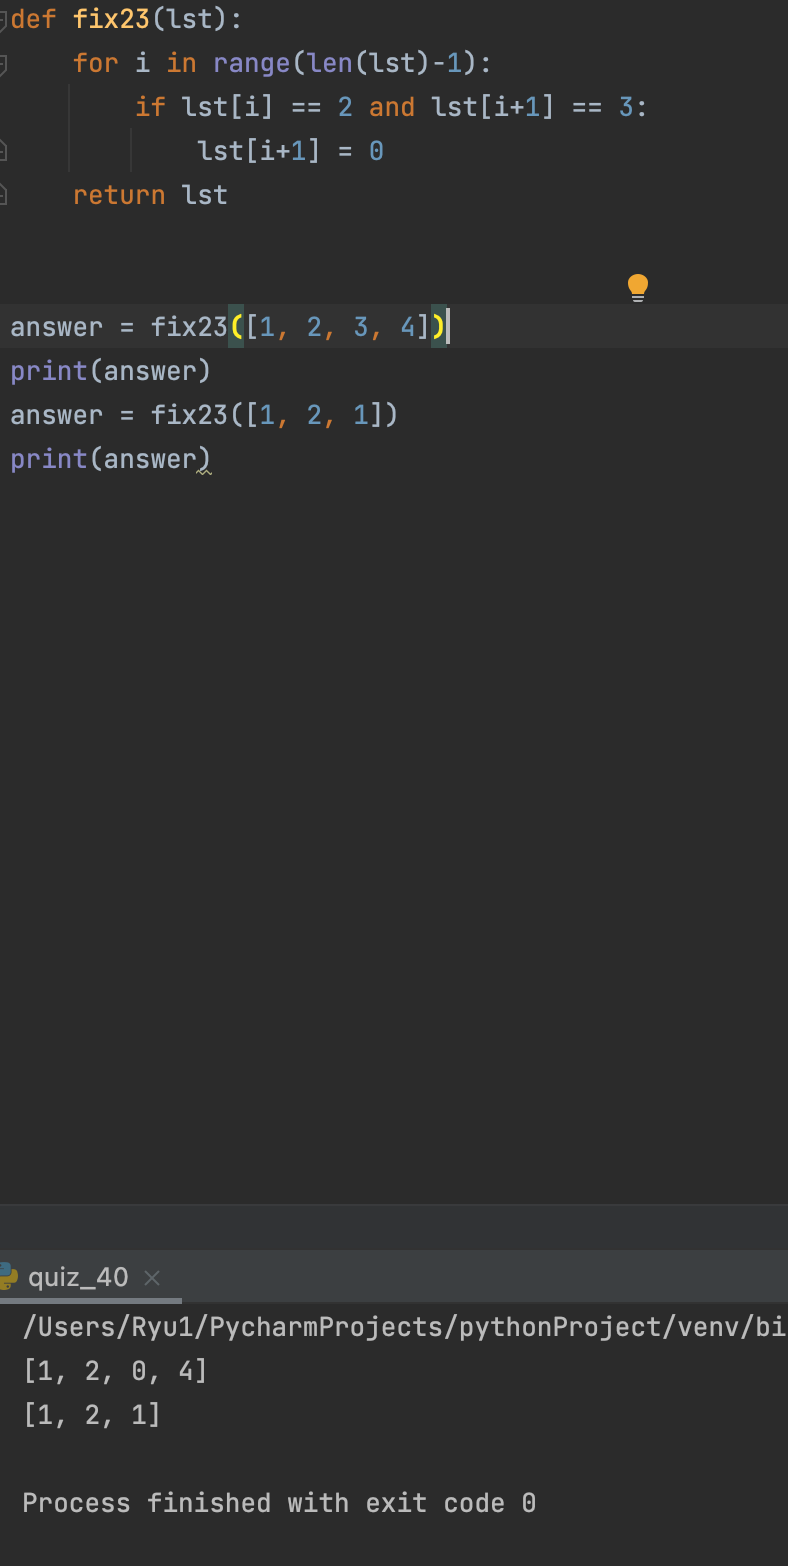 def fix23(lst):
    for i in range(len(lst)-1):
        if lst[i] == 2 and lst[i+1] == 3:
            lst[i+1] = 0
    return lst
answer = fix23([1, 2, 3, 4])
print(answer)
answer = fix23([1, 2, 1])
print(answer)
quiz_40
/Users/Ryu1/PycharmProjects/pythonProject/venv/bi
[1, 2, 0, 4]
[1, 2, 1]
Process finished with exit code 0